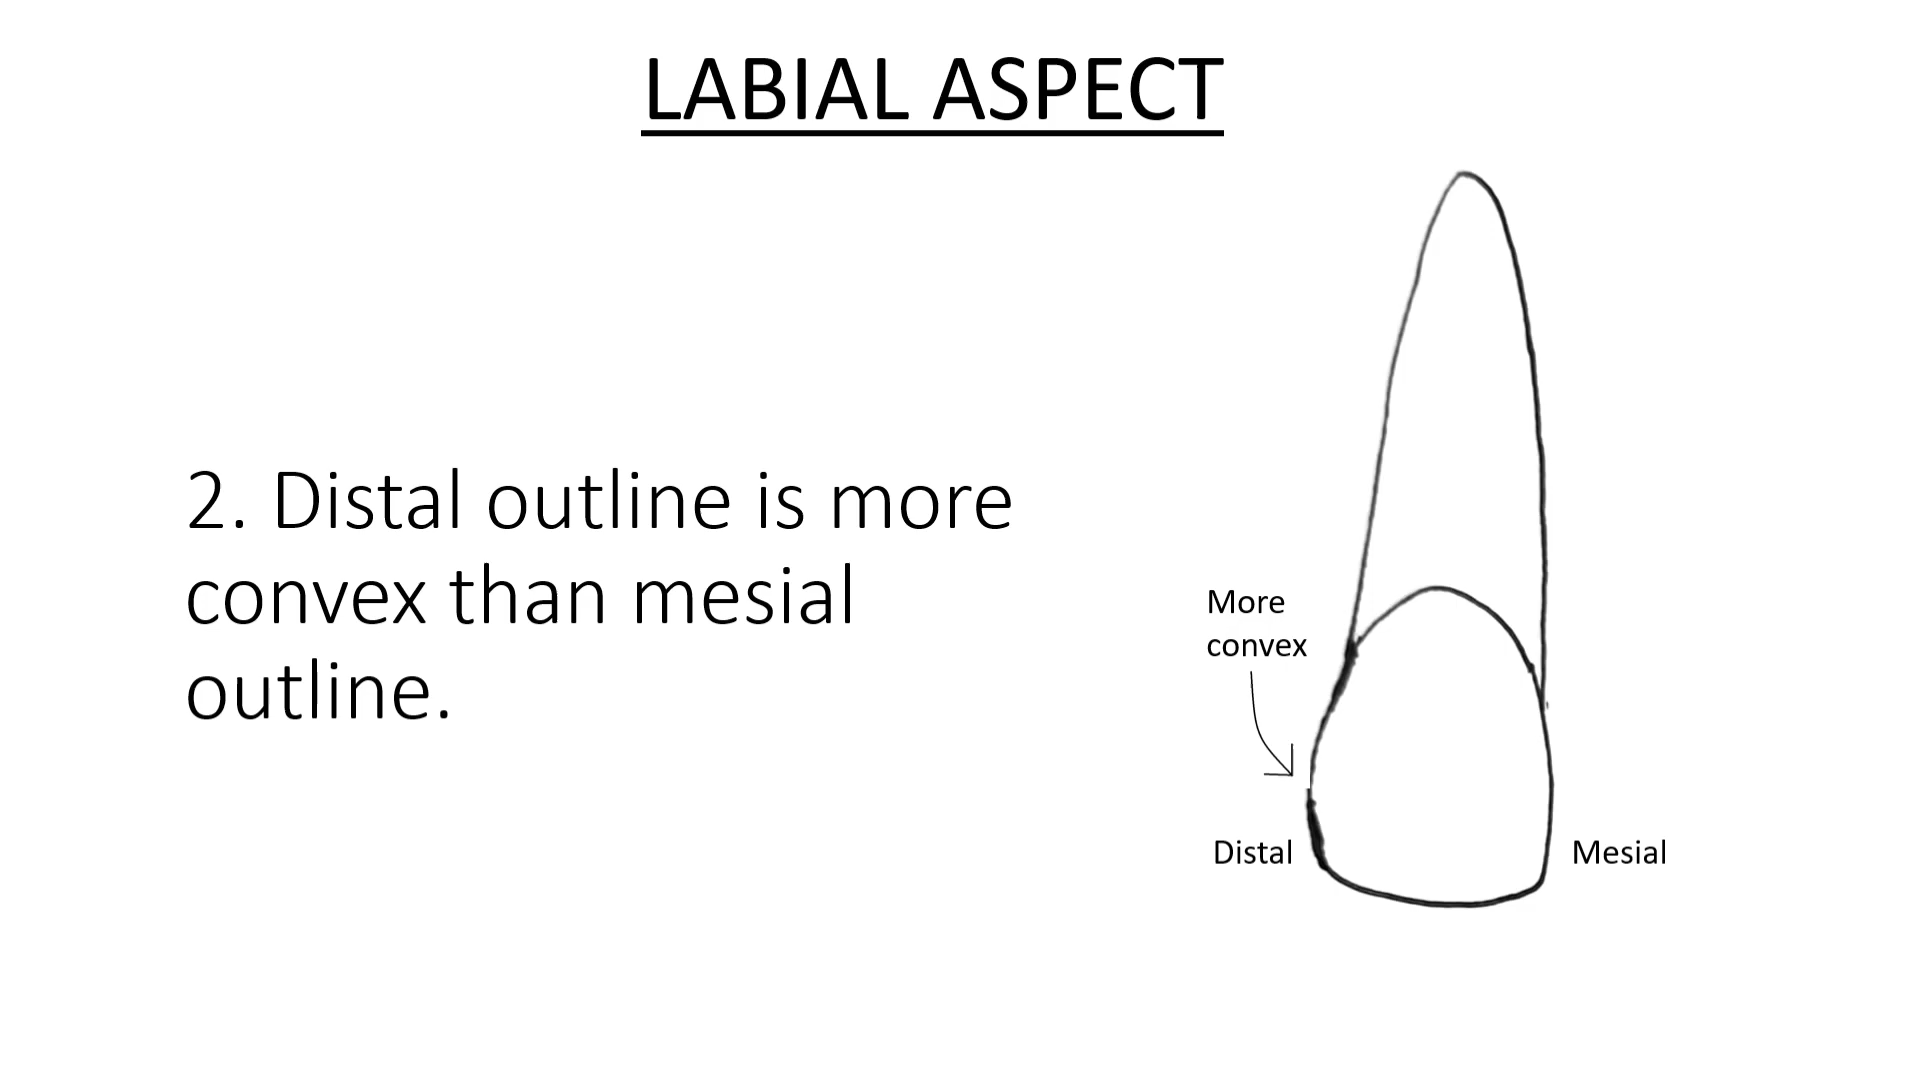 LABIAL ASPECT
2. Distal outline is more
convex than mesial
outline.
More
convex
Distal
Mesial